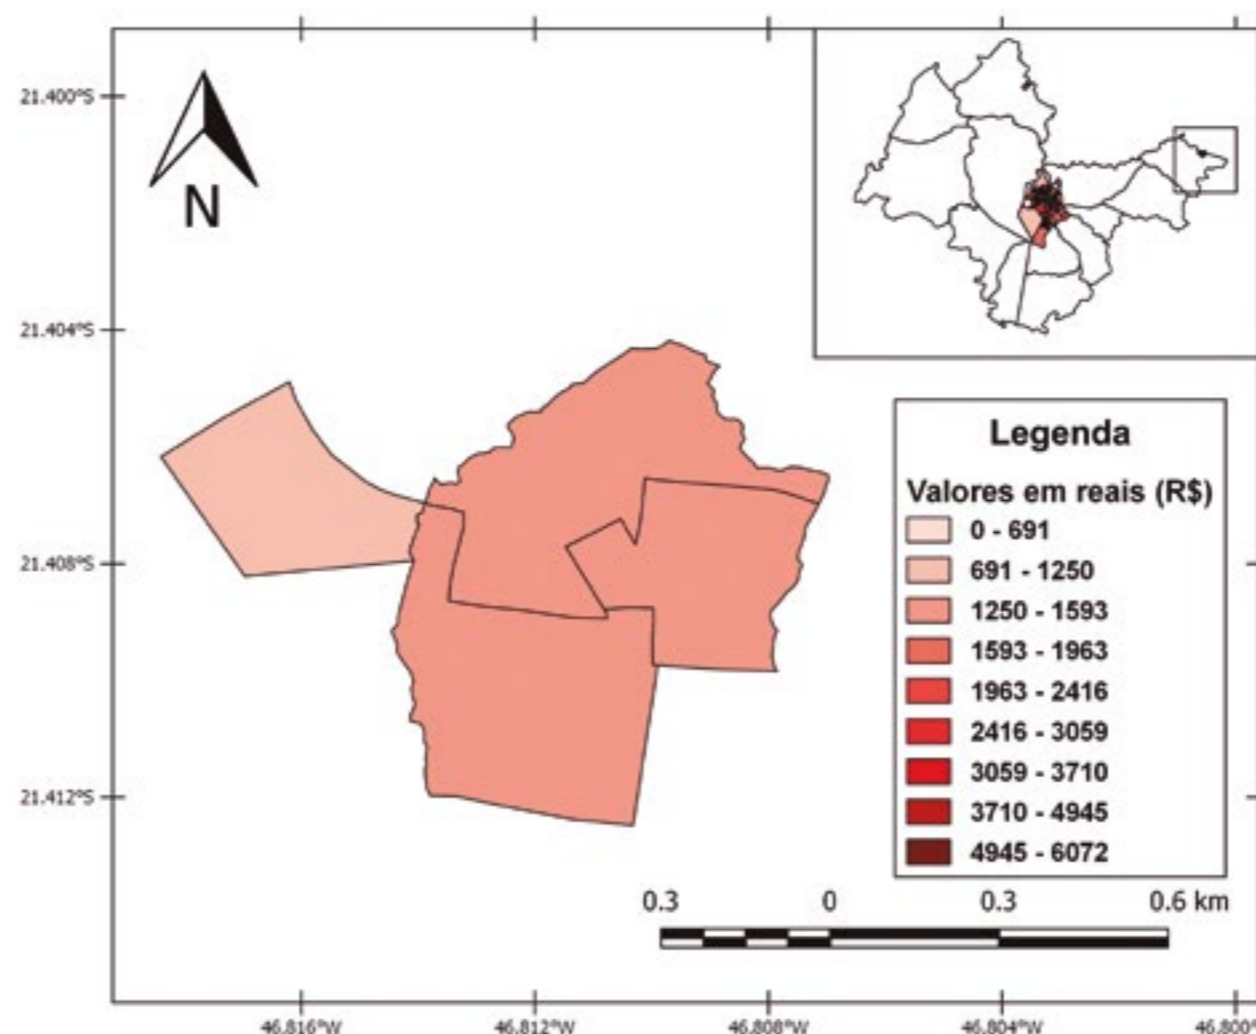 21.400°S
N
21.404°S
21.408°S
21.412°S
Legenda
Valores em reais (R$)
0 - 691
691 - 1250
1250 - 1593
1593 - 1963
1963 - 2416
2416 - 3059
3059 - 3710
3710 - 4945
4945 - 6072
0.3 0 0.3 0.6 km
46.816°W 46.812°W 46.808°W 46.804°W